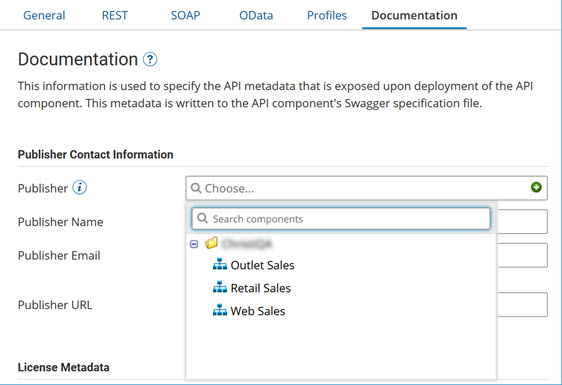 General REST SOAP OData Profiles Documentation
Documentation ?
This information is used to specify the API metadata that is exposed upon deployment of the API
component. This metadata is written to the API component's Swagger specification file.
Publisher Contact Information
Publisher i Choose...
Search components
Publisher Name
Publisher Email
Outlet Sales
Retail Sales
Publisher URL
Web Sales
License Metadata